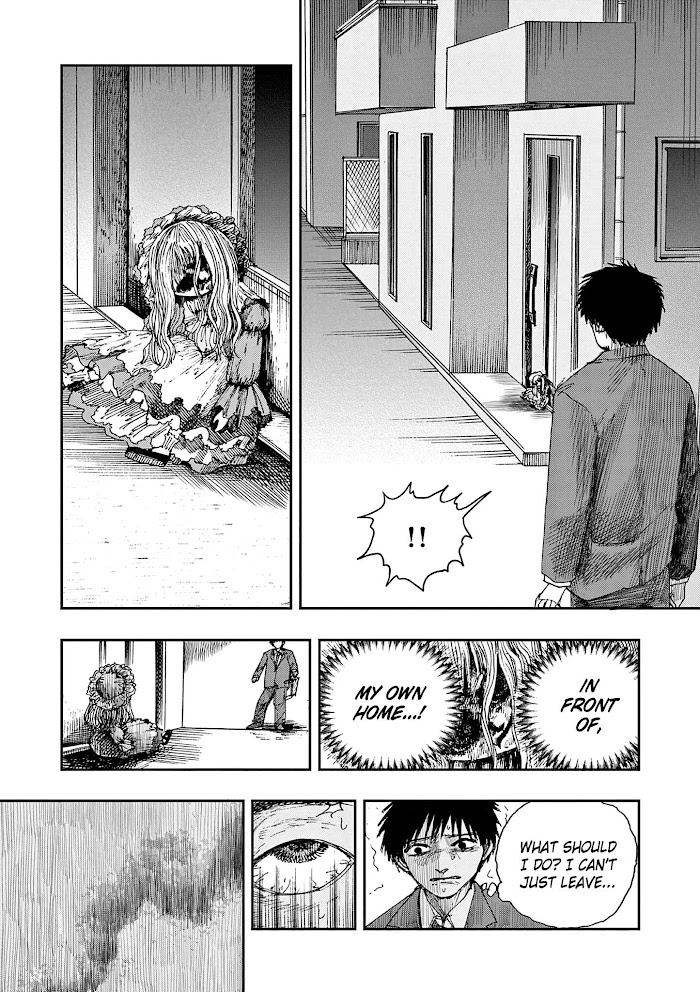 !!
IN
FRONT
OF,
MY OWN
HOME...!
WHAT SHOULD
I DO? I CAN'T
JUST LEAVE...